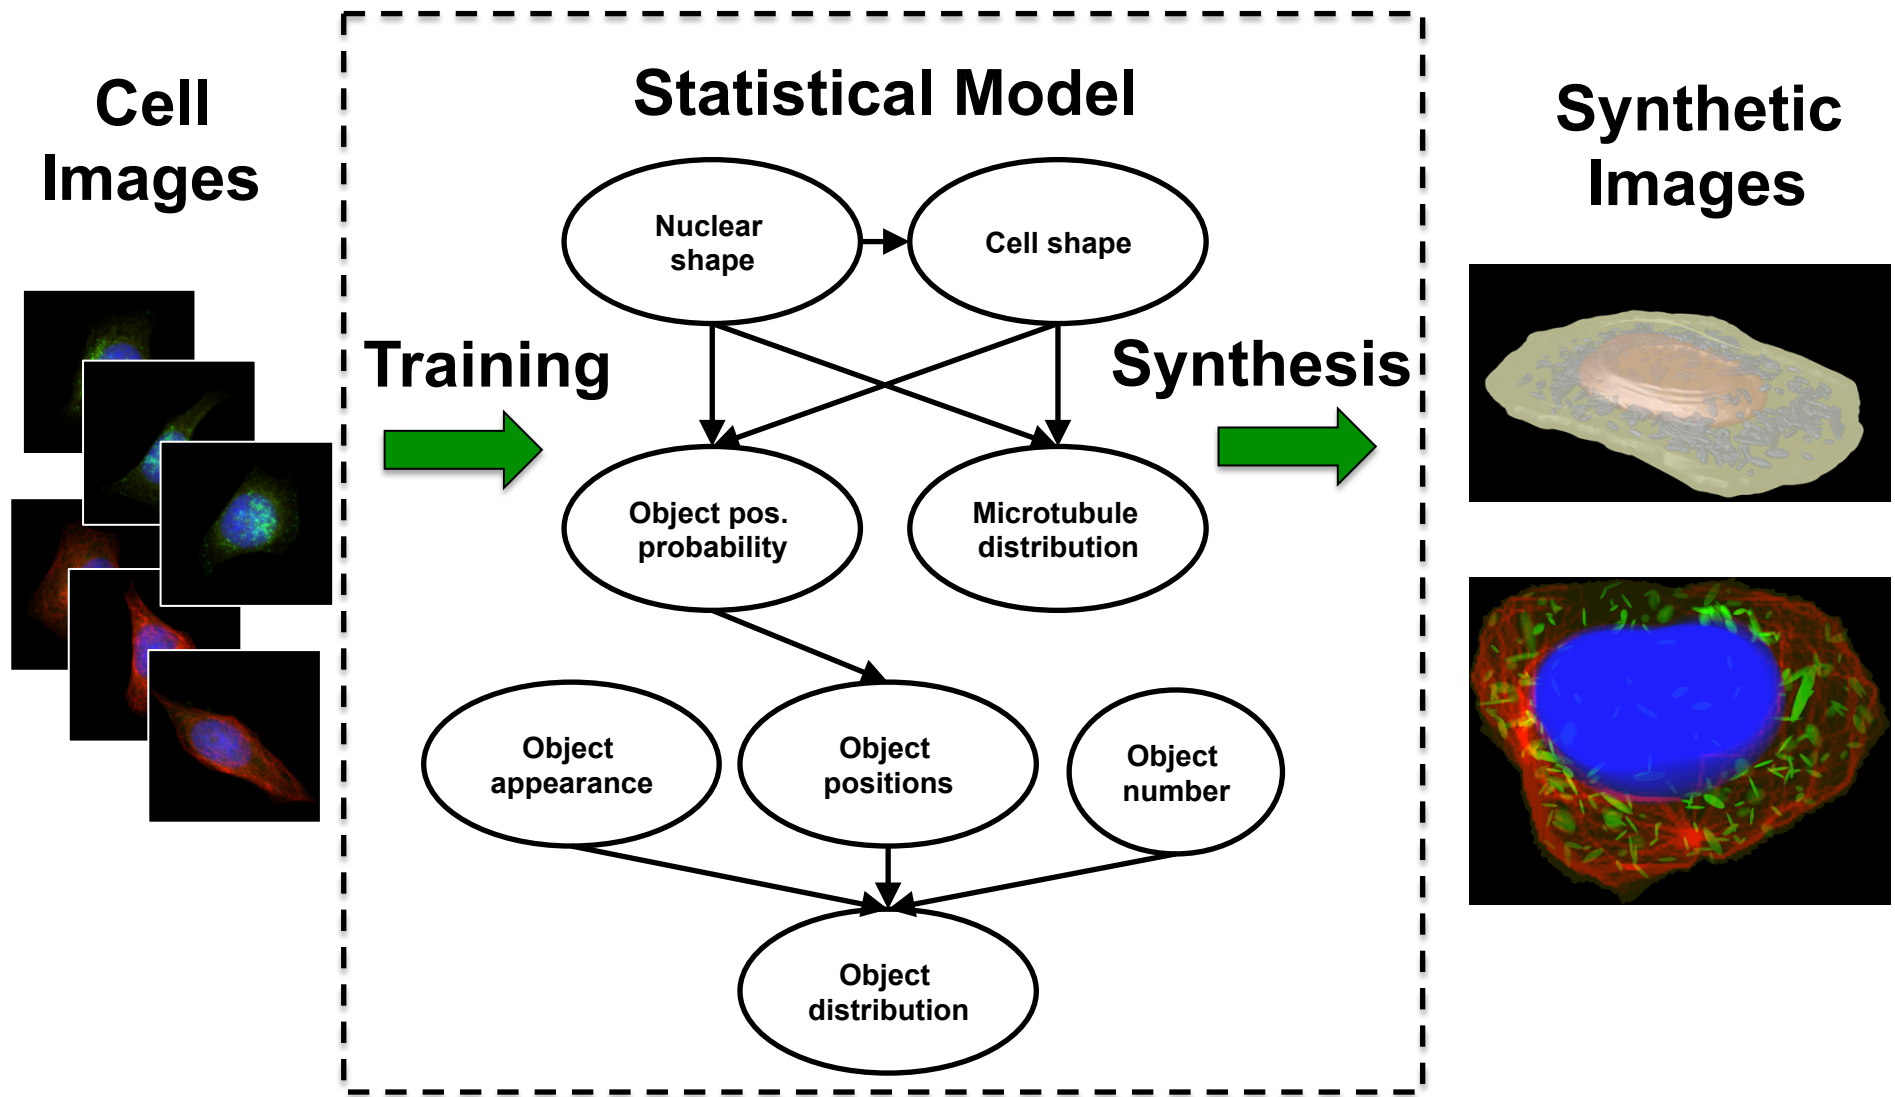 Cell
Images
Statistical Model
Synthetic
Images
Nuclear
shape
Cell shape
Training
Synthesis
Object pos.
probability
Microtubule
distribution
Object
appearance
Object
positions
Object
number
Object
distribution